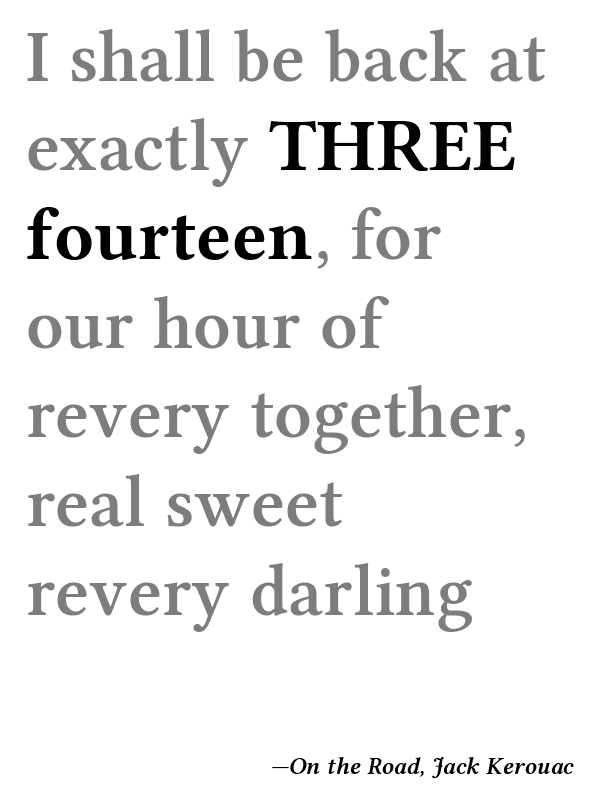 I shall be back at
exactly THREE
fourteen, for
our hour of
revery together,
real sweet
revery darling
—On the Road, Jack Kerouac